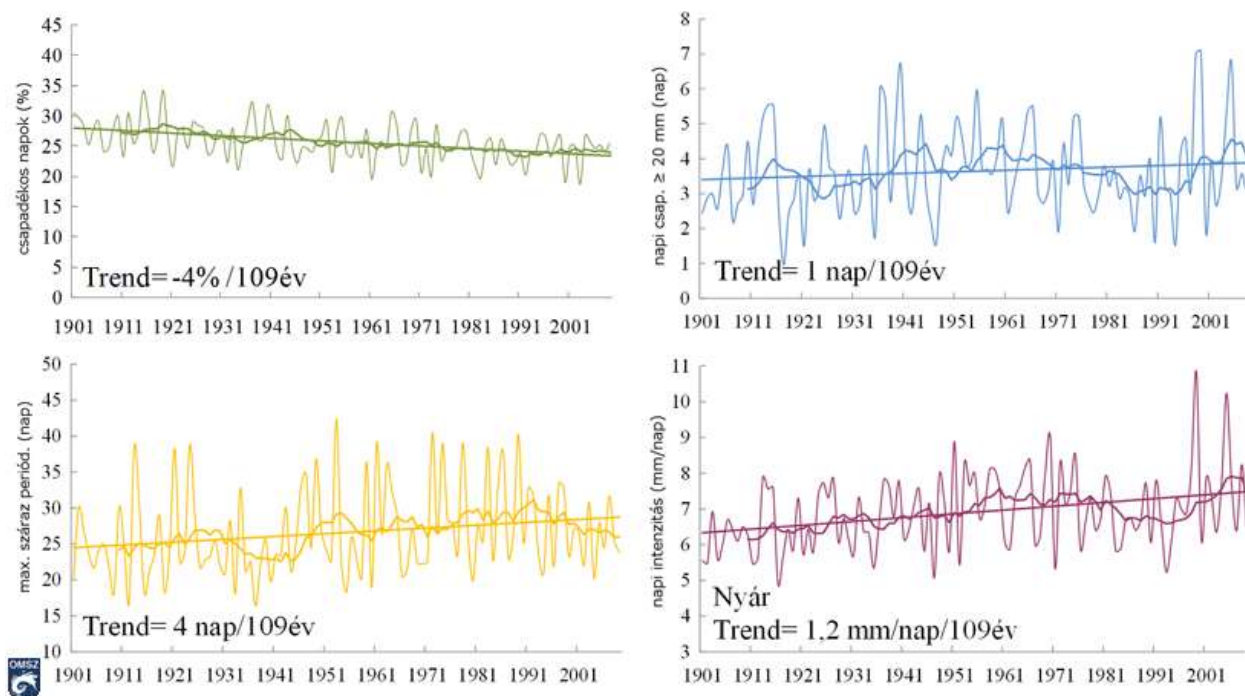 csapadékos napok (%)
45
40
35
30
25
20
15
10
5
0
Trend= -4% /109év
1901 1911 1921 1931 1941 1951 1961 1971 1981 1991 2001
napi csap. ≥ 20 mm (nap)
8
7
6
5
4
3
2
1
0
Trend= 1 nap/109év
1901 1911 1921 1931 1941 1951 1961 1971 1981 1991 2001
max. száraz periód. (nap)
50
45
40
35
30
25
20
15
10
Trend= 4 nap/109év
1901 1911 1921 1931 1941 1951 1961 1971 1981 1991 2001
OMSZ
napi intenzitás (mm/nap)
11
10
9
8
7
6
5
4
3
Nyár
Trend= 1,2 mm/nap/109év
1901 1911 1921 1931 1941 1951 1961 1971 1981 1991 2001